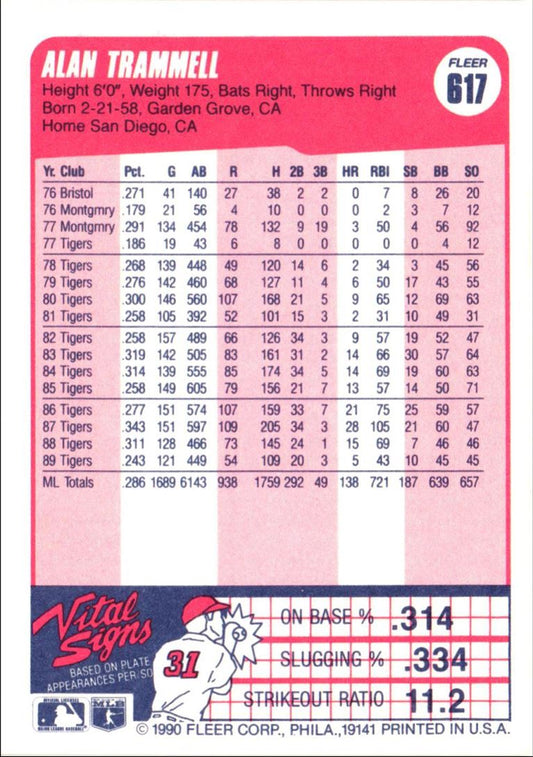 ALAN TRAMMELL
FLEER
617
Height 6'0", Weight 175, Bats Right, Throws Right
Born 2-21-58, Garden Grove, CA
Home San Diego, CA
Yr. Club Pct. G AB R H 2B 3B HR RBI SB BB SO
76 Bristol .271 41 140 27 38 2 2 0 7 8 26 20
76 Montgmry .179 21 56 4 10 0 0 0 2 3 7 12
77 Montgmry .291 134 454 78 132 9 19 3 50 4 56 92
77 Tigers .186 19 43 6 8 0 0 0 0 0 4 12
78 Tigers .268 139 448 49 120 14 6 2 34 3 45 56
79 Tigers .276 142 460 68 127 11 4 6 50 17 43 55
80 Tigers .300 146 560 107 168 21 5 9 65 12 69 63
81 Tigers .258 105 392 52 101 15 3 2 31 10 49 31
82 Tigers .258 157 489 66 126 34 3 9 57 19 52 47
83 Tigers .319 142 505 83 161 31 2 14 66 30 57 64
84 Tigers .314 139 555 85 174 34 5 14 69 19 60 63
85 Tigers .258 149 605 79 156 21 7 13 57 14 50 71
86 Tigers .277 151 574 107 159 33 7 21 75 25 59 57
87 Tigers .343 151 597 109 205 34 3 28 105 21 60 47
88 Tigers .311 128 466 73 145 24 1 15 69 7 46 46
89 Tigers .243 121 449 54 109 20 3 5 43 10 45 45
ML Totals .286 1689 6143 938 1759 292 49 138 721 187 639 657
Vital
Signs
BASED ON PLATE
APPEARANCES PER/SO
31
ON BASE % .314
SLUGGING % .334
STRIKEOUT RATIO 11.2
© 1990 FLEER CORP., PHILA.,19141 PRINTED IN U.S.A.